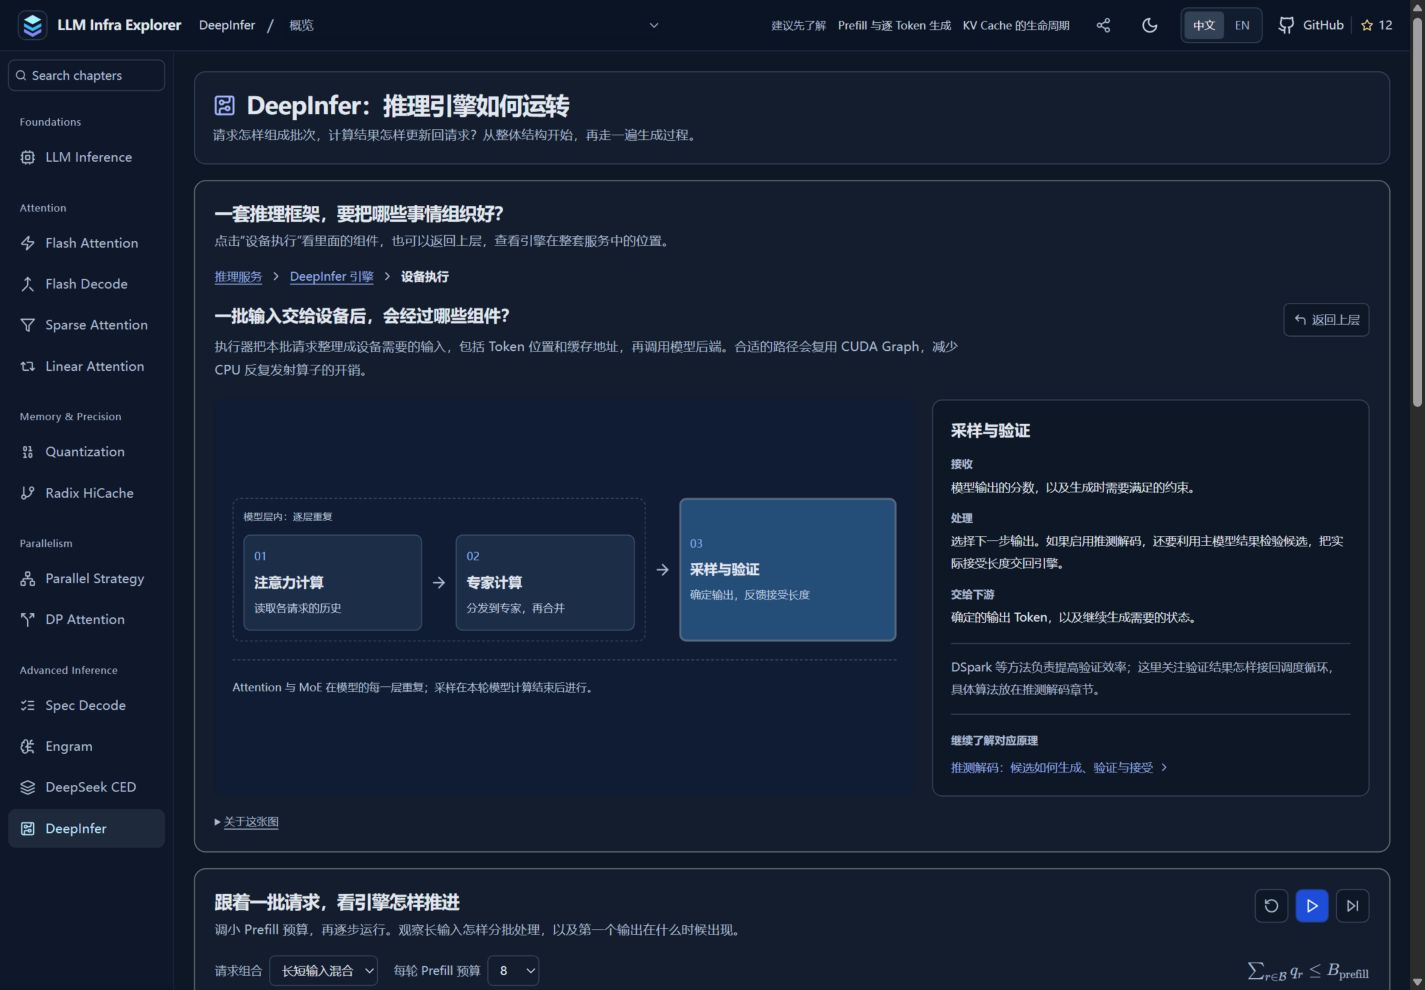 LLM Infra Explorer
DeepInfer / 概览
建议先了解 Prefill 与逐 Token 生成 KV Cache 的生命周期
中文 EN
GitHub 12
Search chapters
Foundations
LLM Inference
Attention
Flash Attention
Flash Decode
Sparse Attention
Linear Attention
Memory & Precision
Quantization
Radix HiCache
Parallelism
Parallel Strategy
DP Attention
Advanced Inference
Spec Decode
Engram
DeepSeek CED
DeepInfer
DeepInfer：推理引擎如何运转
请求怎样组成批次，计算结果怎样更新回请求？从整体结构开始，再走一遍生成过程。
一套推理框架，要把哪些事情组织好？
点击“设备执行”看里面的组件，也可以返回上层，查看引擎在整套服务中的位置。
推理服务 > DeepInfer 引擎 > 设备执行
一批输入交给设备后，会经过哪些组件？
返回上层
执行器把本批请求整理成设备需要的输入，包括 Token 位置和缓存地址，再调用模型后端。合适的路径会复用 CUDA Graph，减少
CPU 反复发射算子的开销。
模型层内：逐层重复
01
注意力计算
读取各请求的历史
02
专家计算
分发到专家，再合并
03
采样与验证
确定输出，反馈接受长度
Attention 与 MoE 在模型的每一层重复；采样在本轮模型计算结束后进行。
采样与验证
接收
模型输出的分数，以及生成时需要满足的约束。
处理
选择下一步输出。如果启用推测解码，还要利用主模型结果检验候选，把实
际接受长度交回引擎。
交给下游
确定的输出 Token，以及继续生成需要的状态。
DSpark 等方法负责提高验证效率；这里关注验证结果怎样接回调度循环，
具体算法放在推测解码章节。
继续了解对应原理
推测解码：候选如何生成、验证与接受 >
关于这张图
跟着一批请求，看引擎怎样推进
调小 Prefill 预算，再逐步运行。观察长输入怎样分批处理，以及第一个输出在什么时候出现。
请求组合 长短输入混合 每轮 Prefill 预算 8
∑r∈B qr ≤ Bprefill